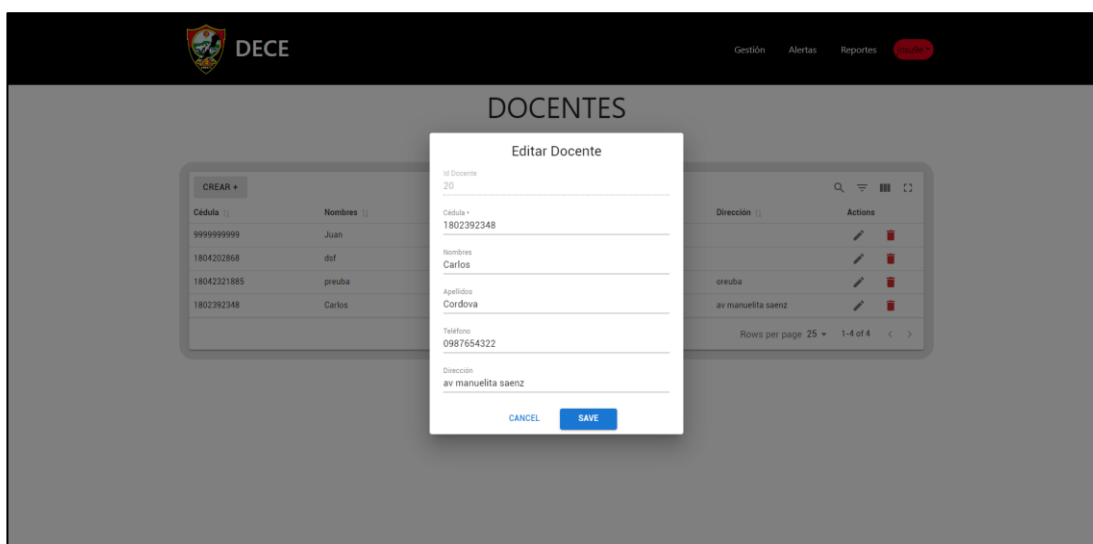 DECE
Gestión Alertas Reportes
DOCENTES
Editar Docente
Id Docente
20
Cédula *
1802392348
Nombres
Carlos
Apellidos
Cordova
Teléfono
0987654322
Dirección
av manuelita saenz
CANCEL SAVE
CREAR +
Cédula Nombres Dirección Actions
9999999999 Juan
1804202868 dsf
18042321885 preuba oreuba
1802392348 Carlos av manuelita saenz
Rows per page 25 1-4 of 4